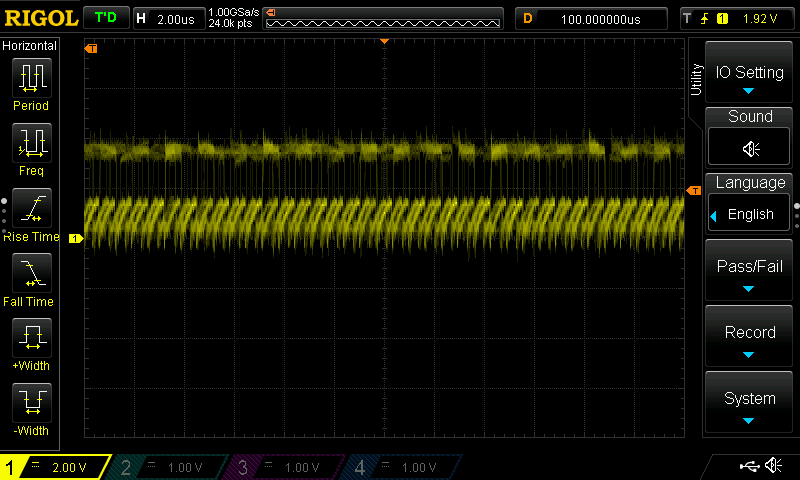 RIGOL T'D H 2.00us 1.00GSa/s 24.0k pts D 100.000000us T 1 1.92 V
Horizontal
Period
Freq
Rise Time
Fall Time
+Width
-Width
T
T
1
Utility
IO Setting
Sound
Language
English
Pass/Fail
Record
System
1 2.00 V 2 1.00 V 3 1.00 V 4 1.00 V